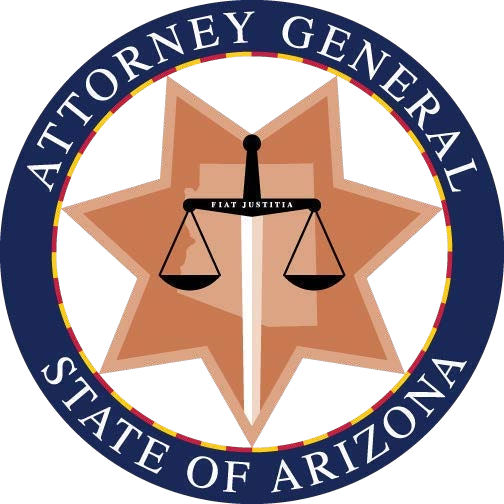 ATTORNEY GENERAL
FIAT JUSTITIA
STATE OF ARIZONA